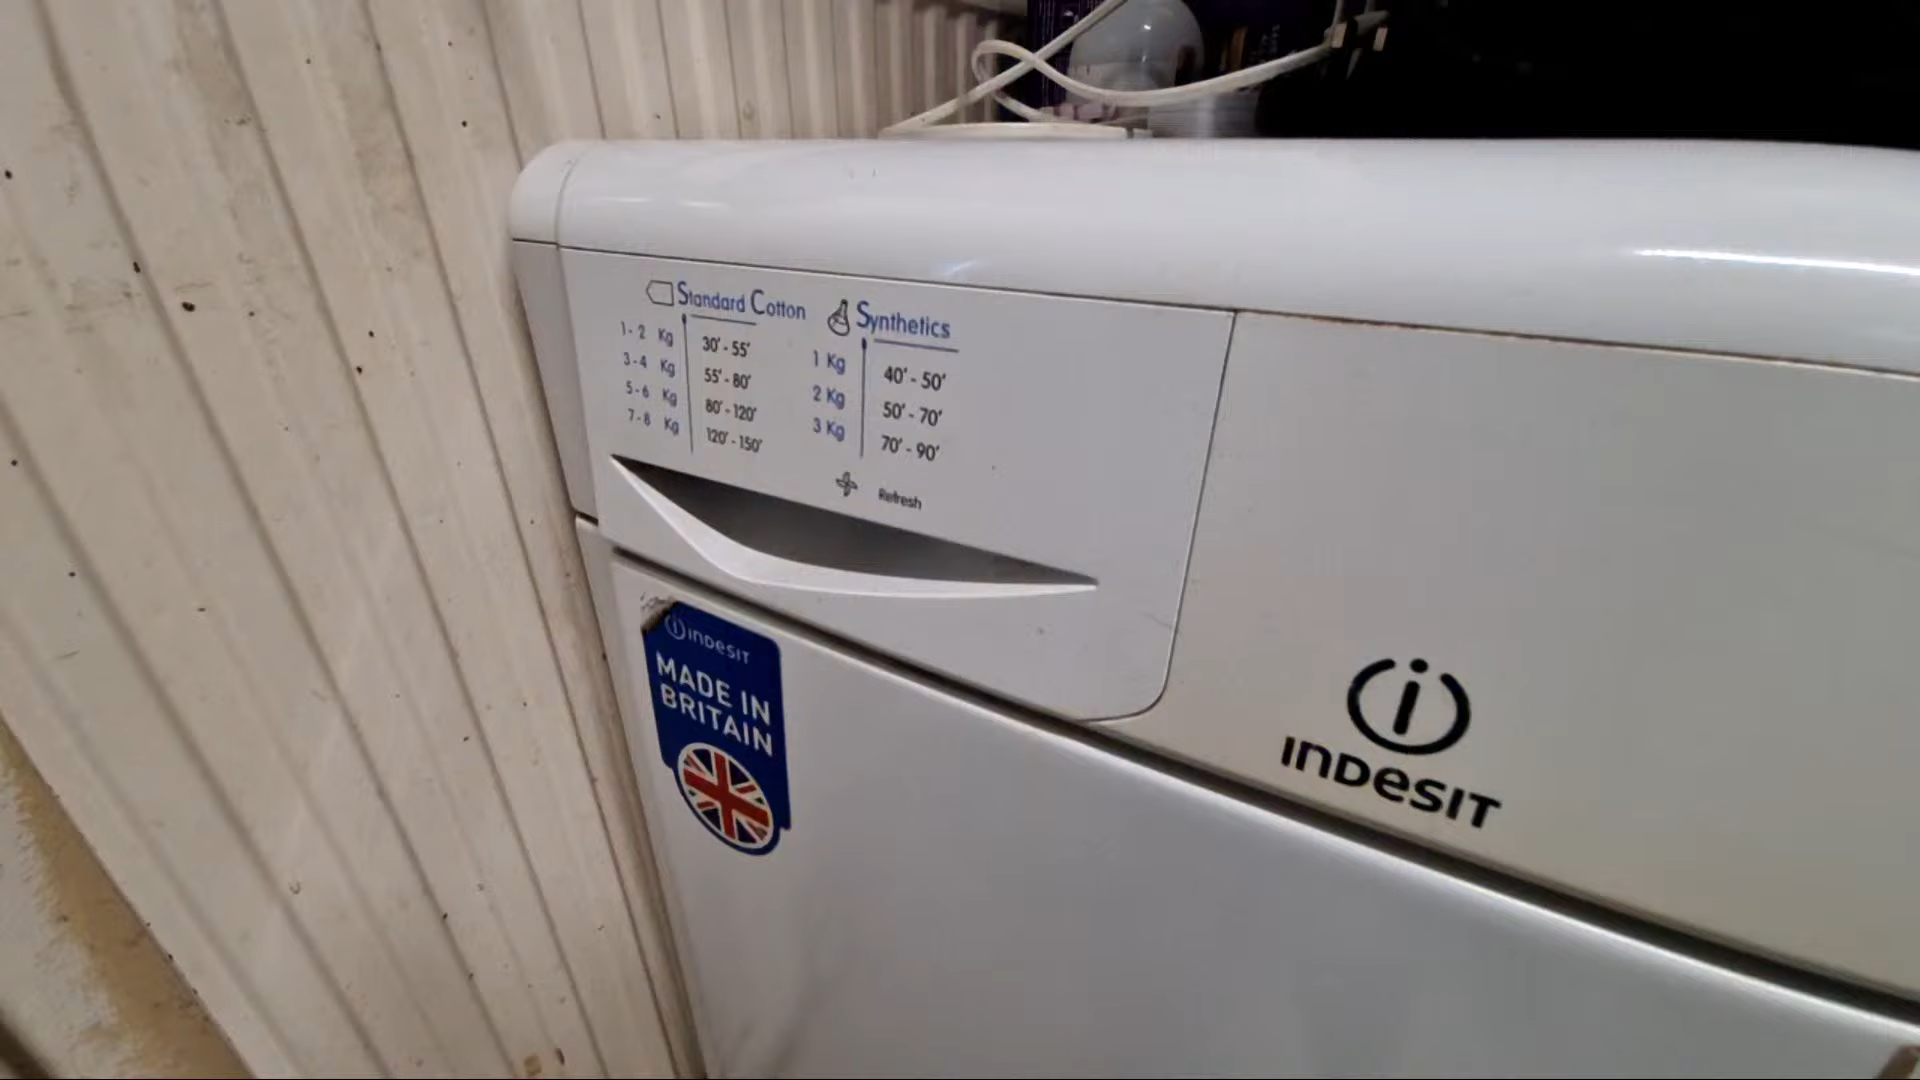 Standard Cotton
1-2 Kg 30'-55'
3-4 Kg 55'-80'
5-6 Kg 80'-120'
7-8 Kg 120'-150'
Synthetics
1 Kg 40'-50'
2 Kg 50'-70'
3 Kg 70'-90'
Refresh
indesit
MADE IN
BRITAIN
indesit